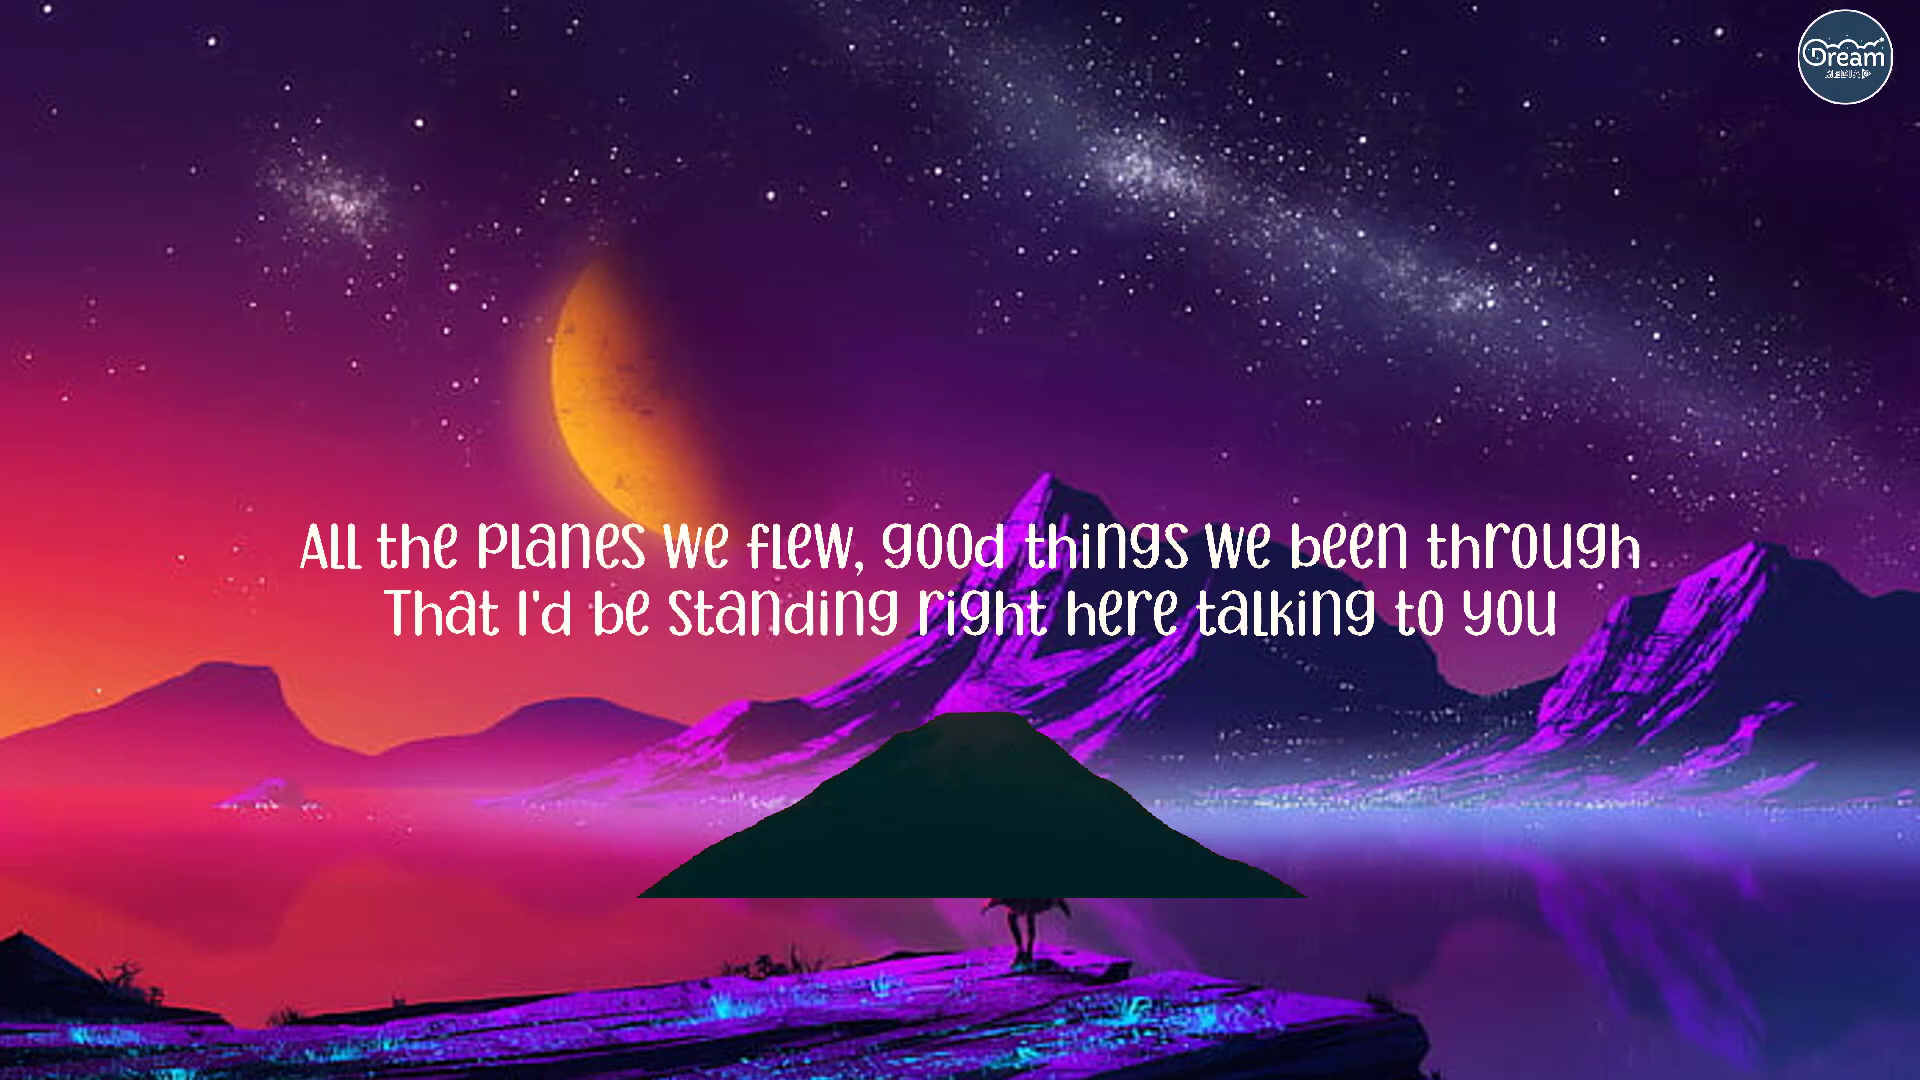 Dream
MEDIA
All the planes we flew, good things we been through
That I'd be standing right here talking to you